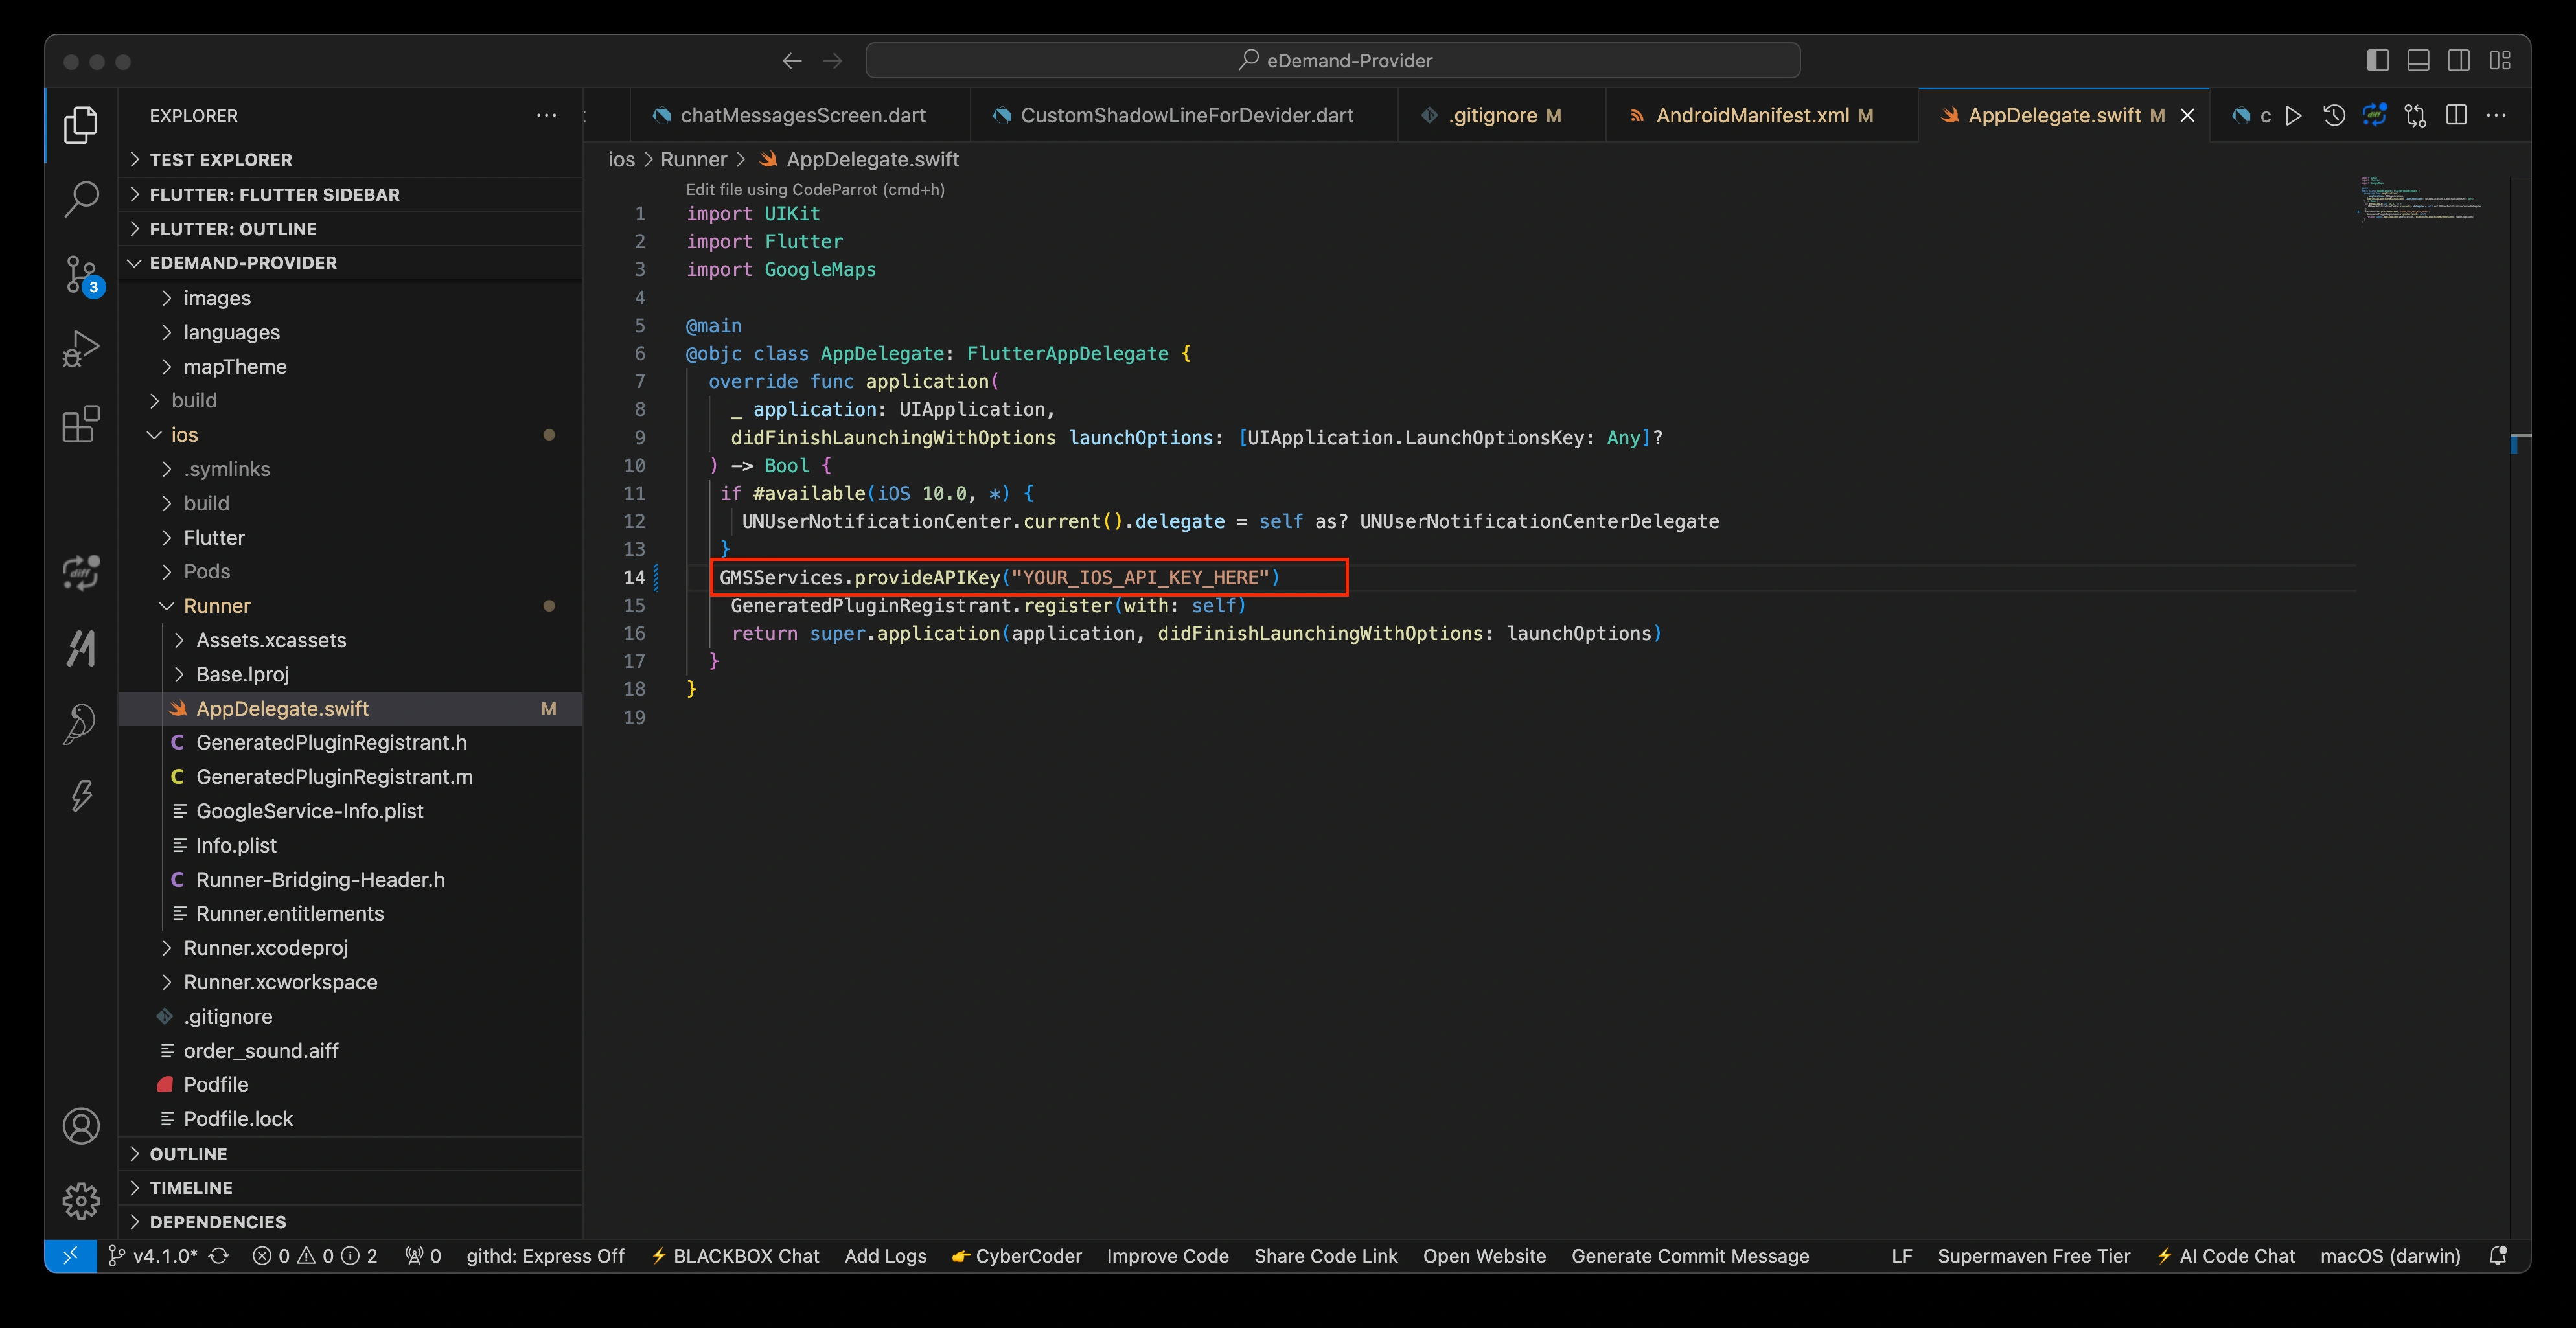 eDemand-Provider
EXPLORER
chatMessagesScreen.dart
CustomShadowLineForDevider.dart
.gitignore M
AndroidManifest.xml M
AppDelegate.swift M
c
TEST EXPLORER
FLUTTER: FLUTTER SIDEBAR
FLUTTER: OUTLINE
EDEMAND-PROVIDER
images
languages
mapTheme
build
ios
.symlinks
build
Flutter
Pods
Runner
Assets.xcassets
Base.lproj
AppDelegate.swift M
C GeneratedPluginRegistrant.h
C GeneratedPluginRegistrant.m
GoogleService-Info.plist
Info.plist
C Runner-Bridging-Header.h
Runner.entitlements
Runner.xcodeproj
Runner.xcworkspace
.gitignore
order_sound.aiff
Podfile
Podfile.lock
OUTLINE
TIMELINE
DEPENDENCIES
3
diff
ios > Runner > AppDelegate.swift
Edit file using CodeParrot (cmd+h)
1 import UIKit
2 import Flutter
3 import GoogleMaps
4
5 @main
6 @objc class AppDelegate: FlutterAppDelegate {
7 override func application(
8 _ application: UIApplication,
9 didFinishLaunchingWithOptions launchOptions: [UIApplication.LaunchOptionsKey: Any]?
10 ) -> Bool {
11 if #available(iOS 10.0, *) {
12 UNUserNotificationCenter.current().delegate = self as? UNUserNotificationCenterDelegate
13 }
14 GMSServices.provideAPIKey("YOUR_IOS_API_KEY_HERE")
15 GeneratedPluginRegistrant.register(with: self)
16 return super.application(application, didFinishLaunchingWithOptions: launchOptions)
17 }
18 }
19
v4.1.0* 0 0 2 0 githd: Express Off BLACKBOX Chat Add Logs CyberCoder Improve Code Share Code Link Open Website Generate Commit Message LF Supermaven Free Tier AI Code Chat macOS (darwin)